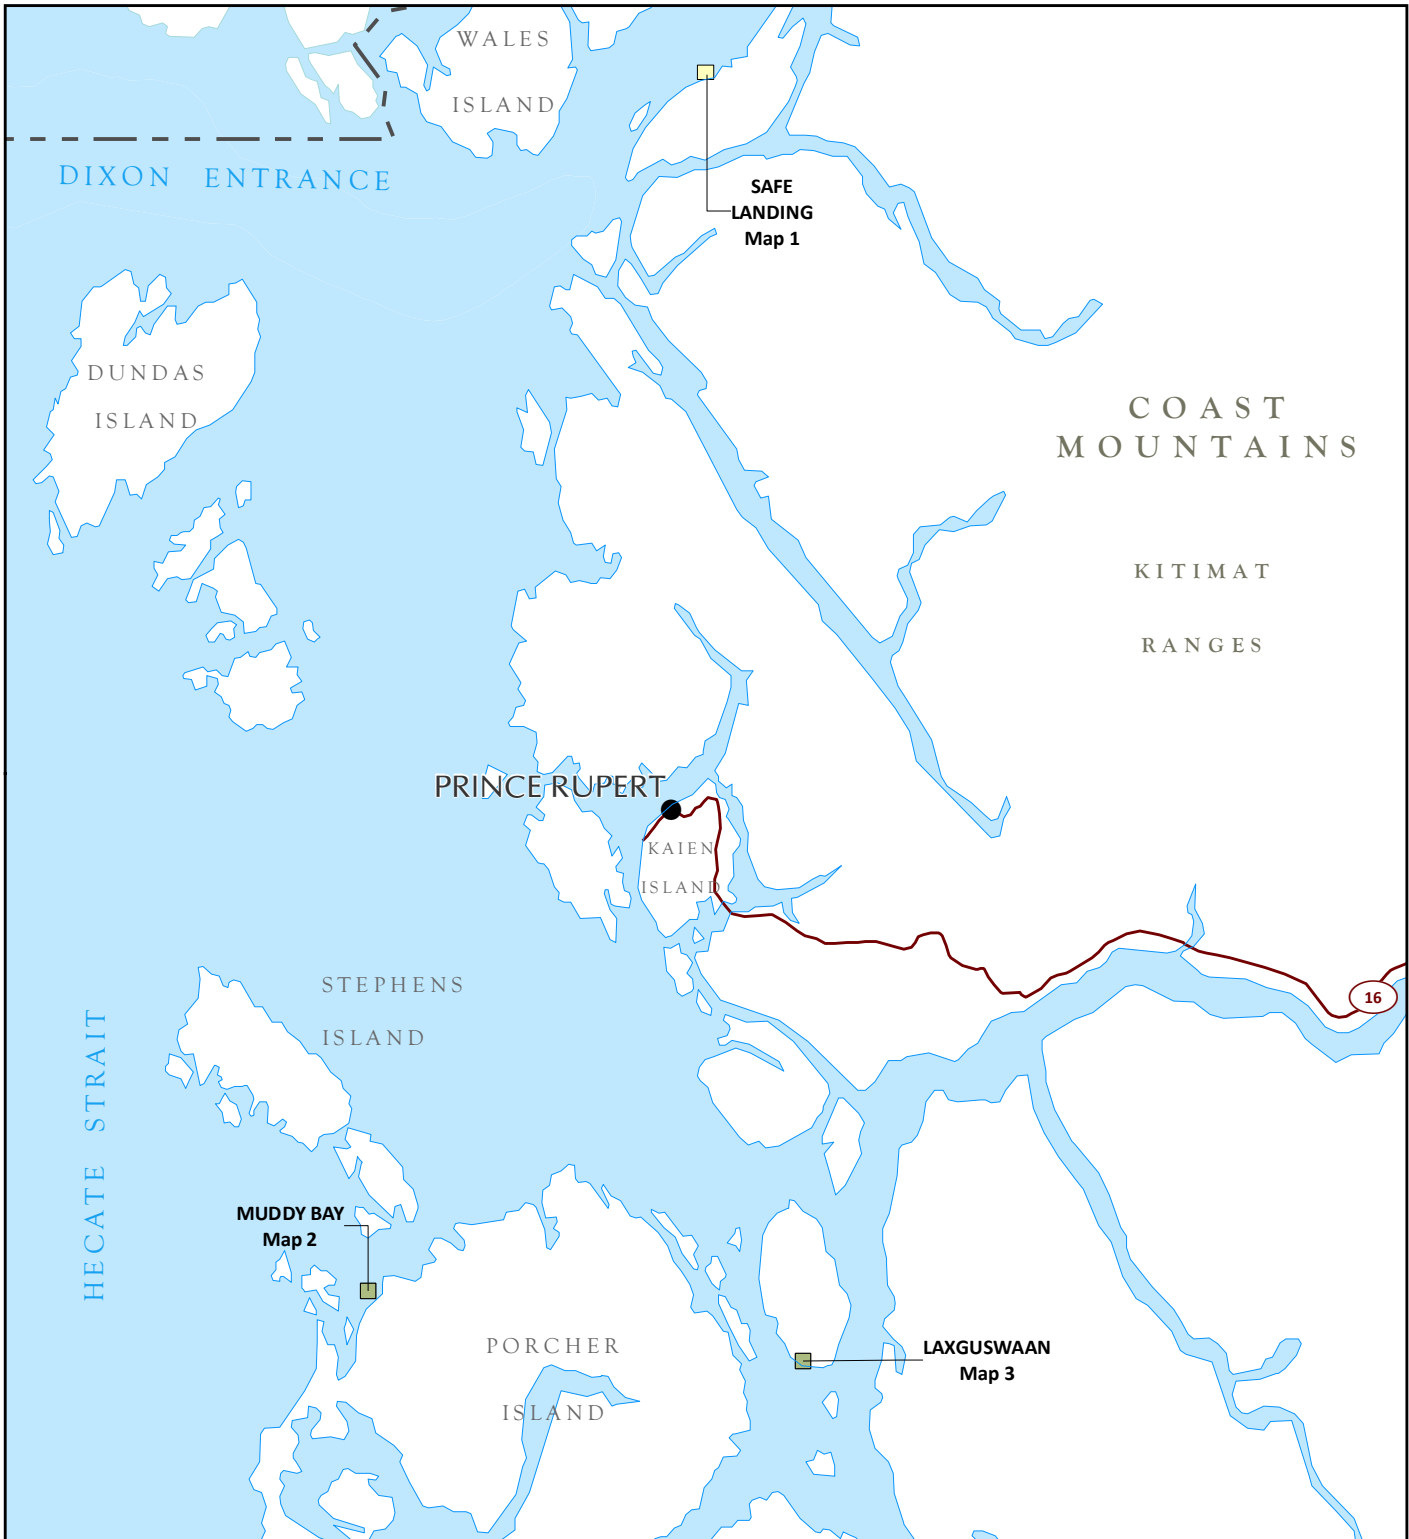 WALES
ISLAND
DIXON ENTRANCE
SAFE
LANDING
Map 1
DUNDAS
ISLAND
COAST
MOUNTAINS
KITIMAT
RANGES
PRINCE RUPERT
KAIEN
ISLAND
STEPHENS
ISLAND
16
HECATE STRAIT
MUDDY BAY
Map 2
PORCHER
ISLAND
LAXGUSWAAN
Map 3